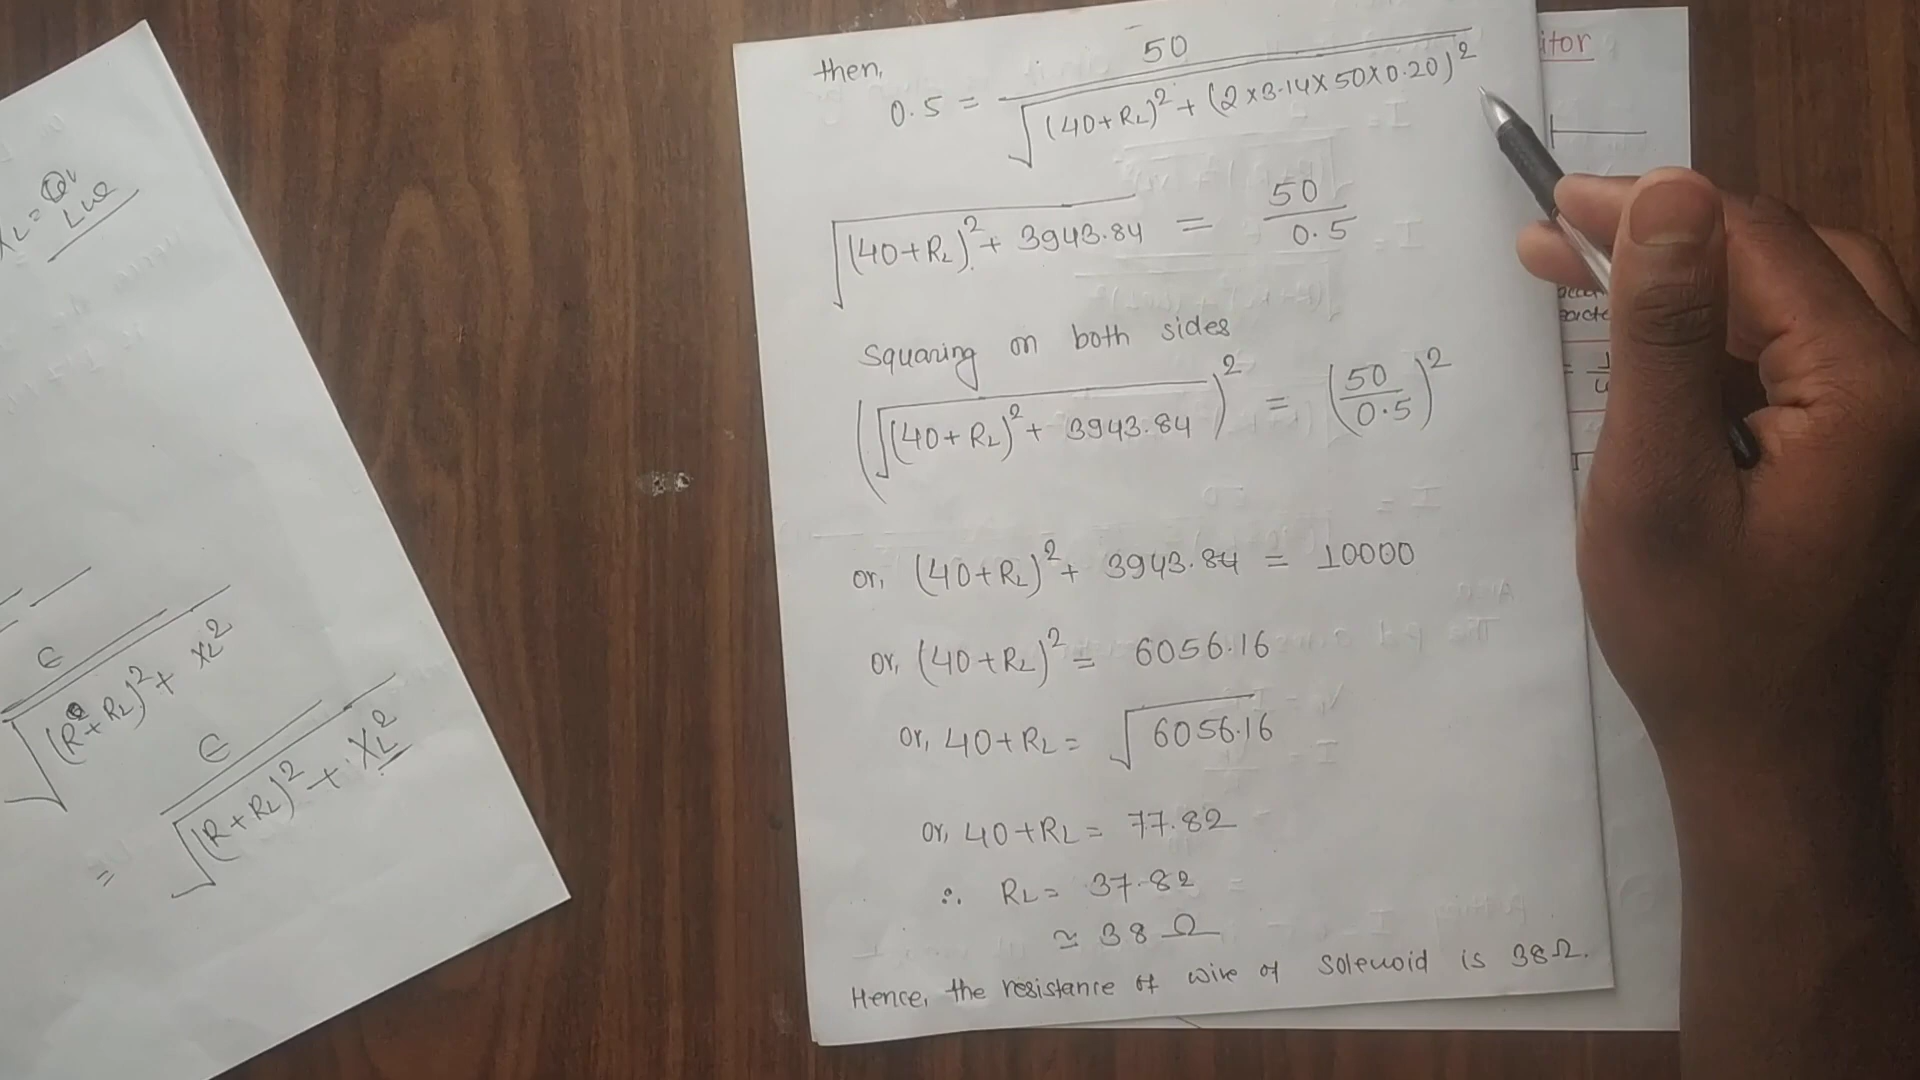 XL = Lω
ϵ
√(R+RL)²+ XL²
ϵ
= √(R+RL)²+ XL²
then,
0.5 = 50 / √(40+RL)²+(2×3.14×50×0.20)²
√(40+RL)²+ 3943.84 = 50/0.5
Squaring on both sides
(√(40+RL)²+ 3943.84)² = (50/0.5)²
or, (40+RL)²+ 3943.84 = 10000
or, (40+RL)² = 6056.16
or, 40+RL = √6056.16
or, 40+RL = 77.82
∴ RL = 37.82
≃ 38 Ω
Hence, the resistance of wire of solenoid is 38Ω.
itor